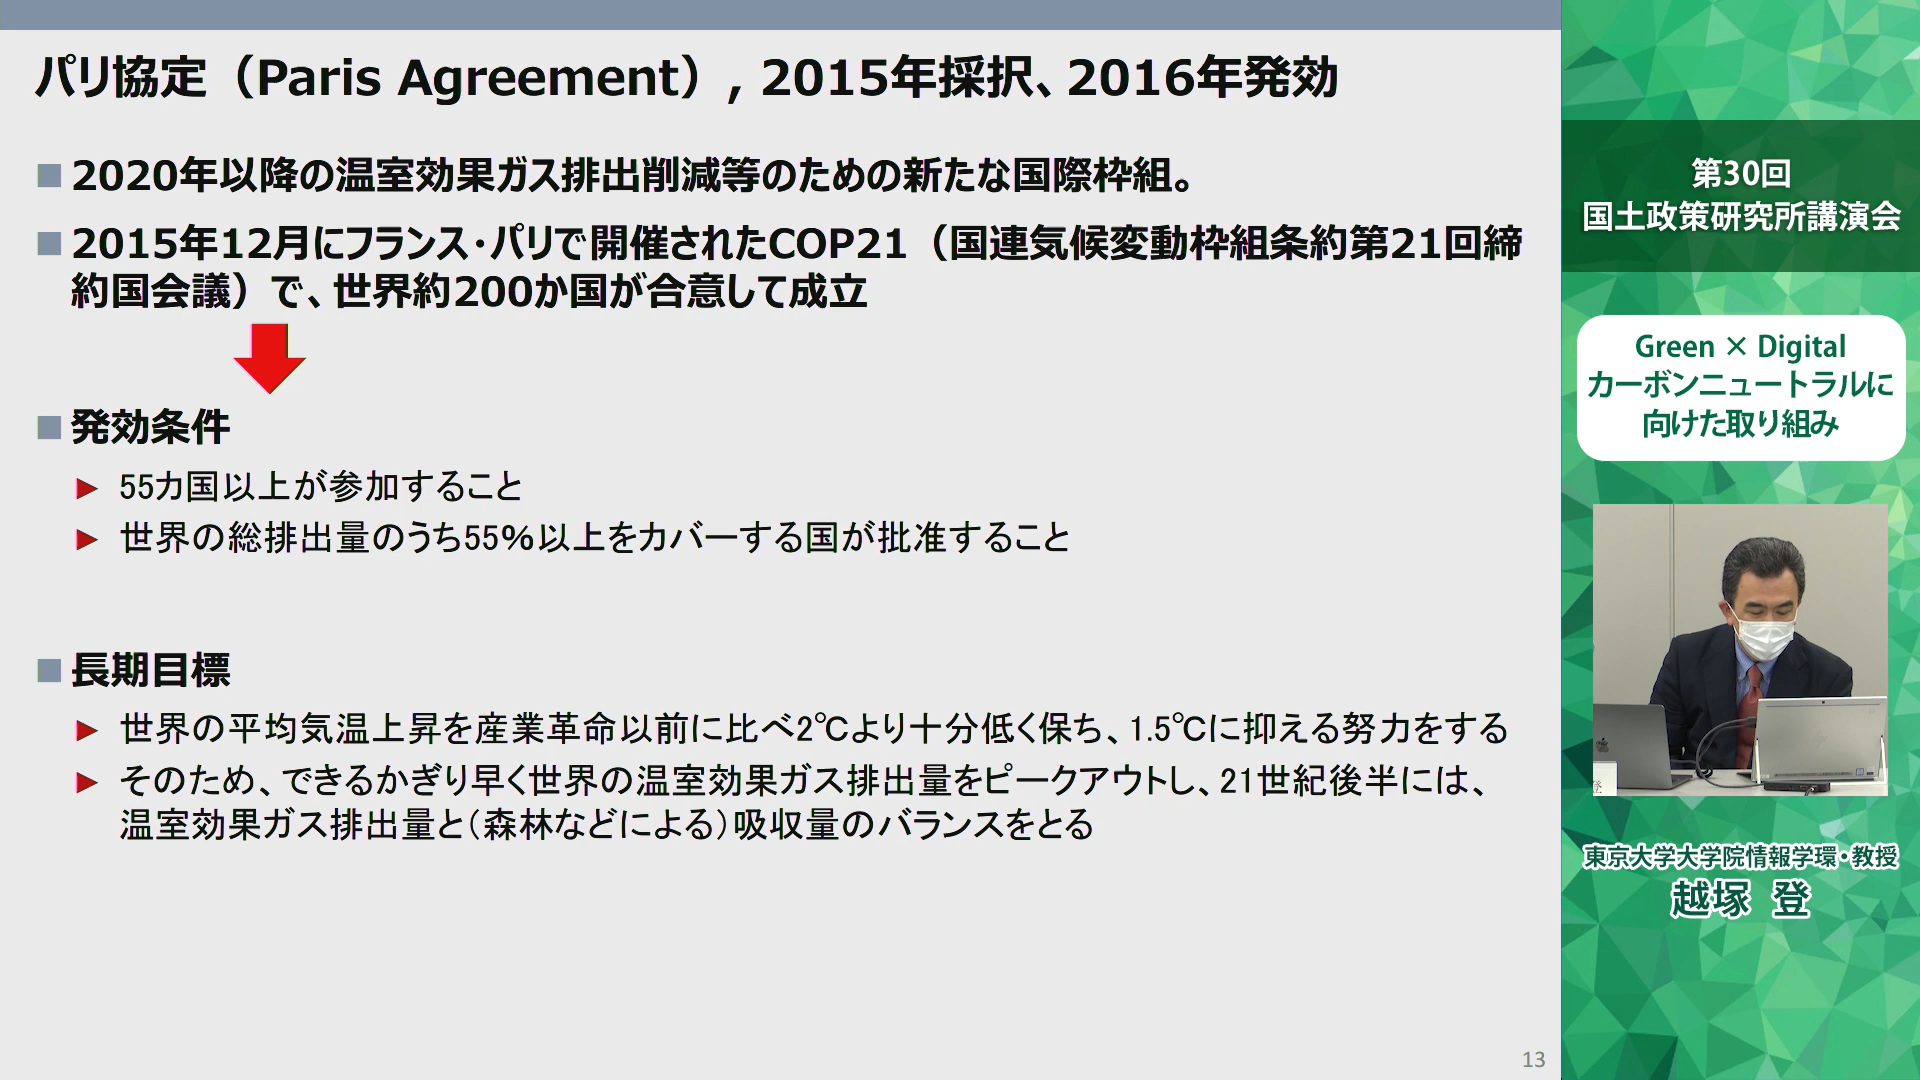 パリ協定（Paris Agreement）, 2015年採択、2016年発効
2020年以降の温室効果ガス排出削減等のための新たな国際枠組。
2015年12月にフランス・パリで開催されたCOP21（国連気候変動枠組条約第21回締
約国会議）で、世界約200か国が合意して成立
発効条件
55カ国以上が参加すること
世界の総排出量のうち55%以上をカバーする国が批准すること
長期目標
世界の平均気温上昇を産業革命以前に比べ2℃より十分低く保ち、1.5℃に抑える努力をする
そのため、できるかぎり早く世界の温室効果ガス排出量をピークアウトし、21世紀後半には、
温室効果ガス排出量と（森林などによる）吸収量のバランスをとる
13
第30回
国土政策研究所講演会
Green × Digital
カーボンニュートラルに
向けた取り組み
登
東京大学大学院情報学環・教授
越塚 登